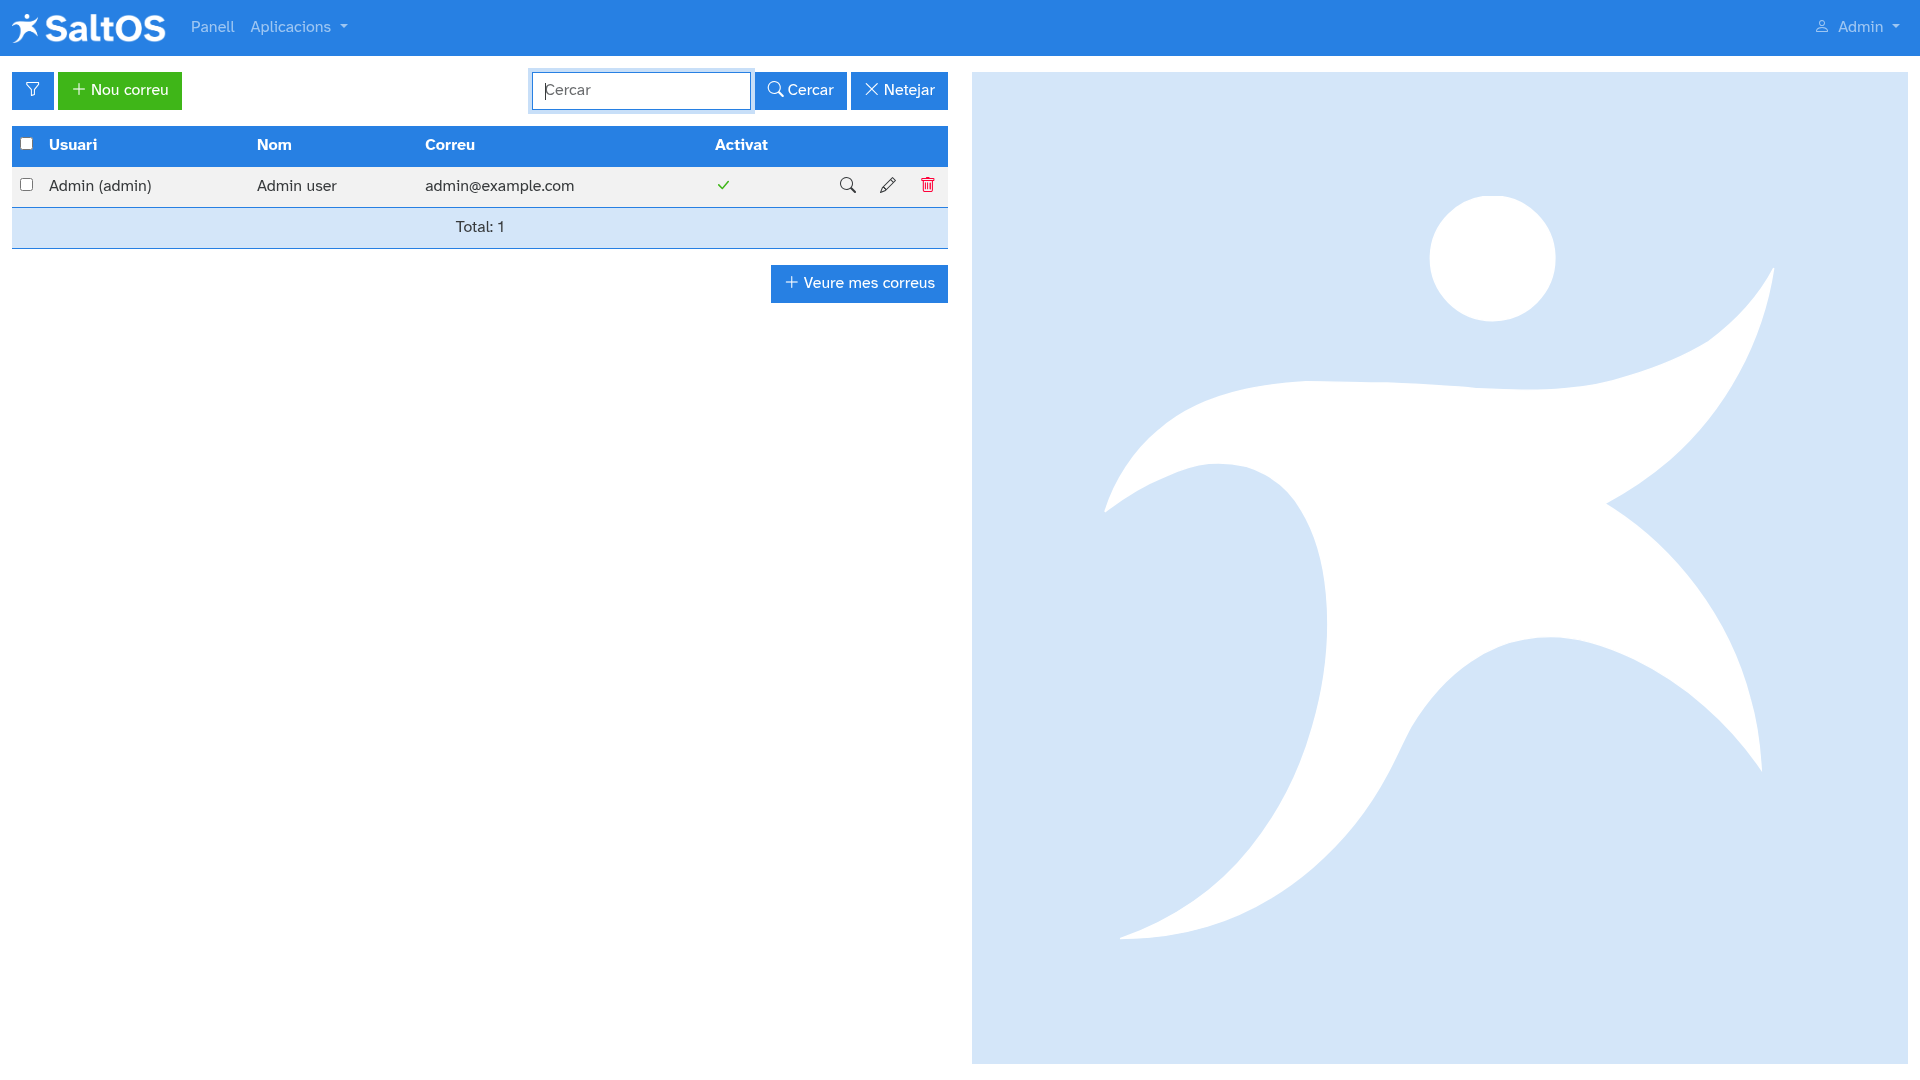 SaltOS Panell Aplicacions Admin
Nou correu Cercar Cercar Netejar
Usuari Nom Correu Activat
Admin (admin) Admin user admin@example.com
Total: 1
Veure mes correus